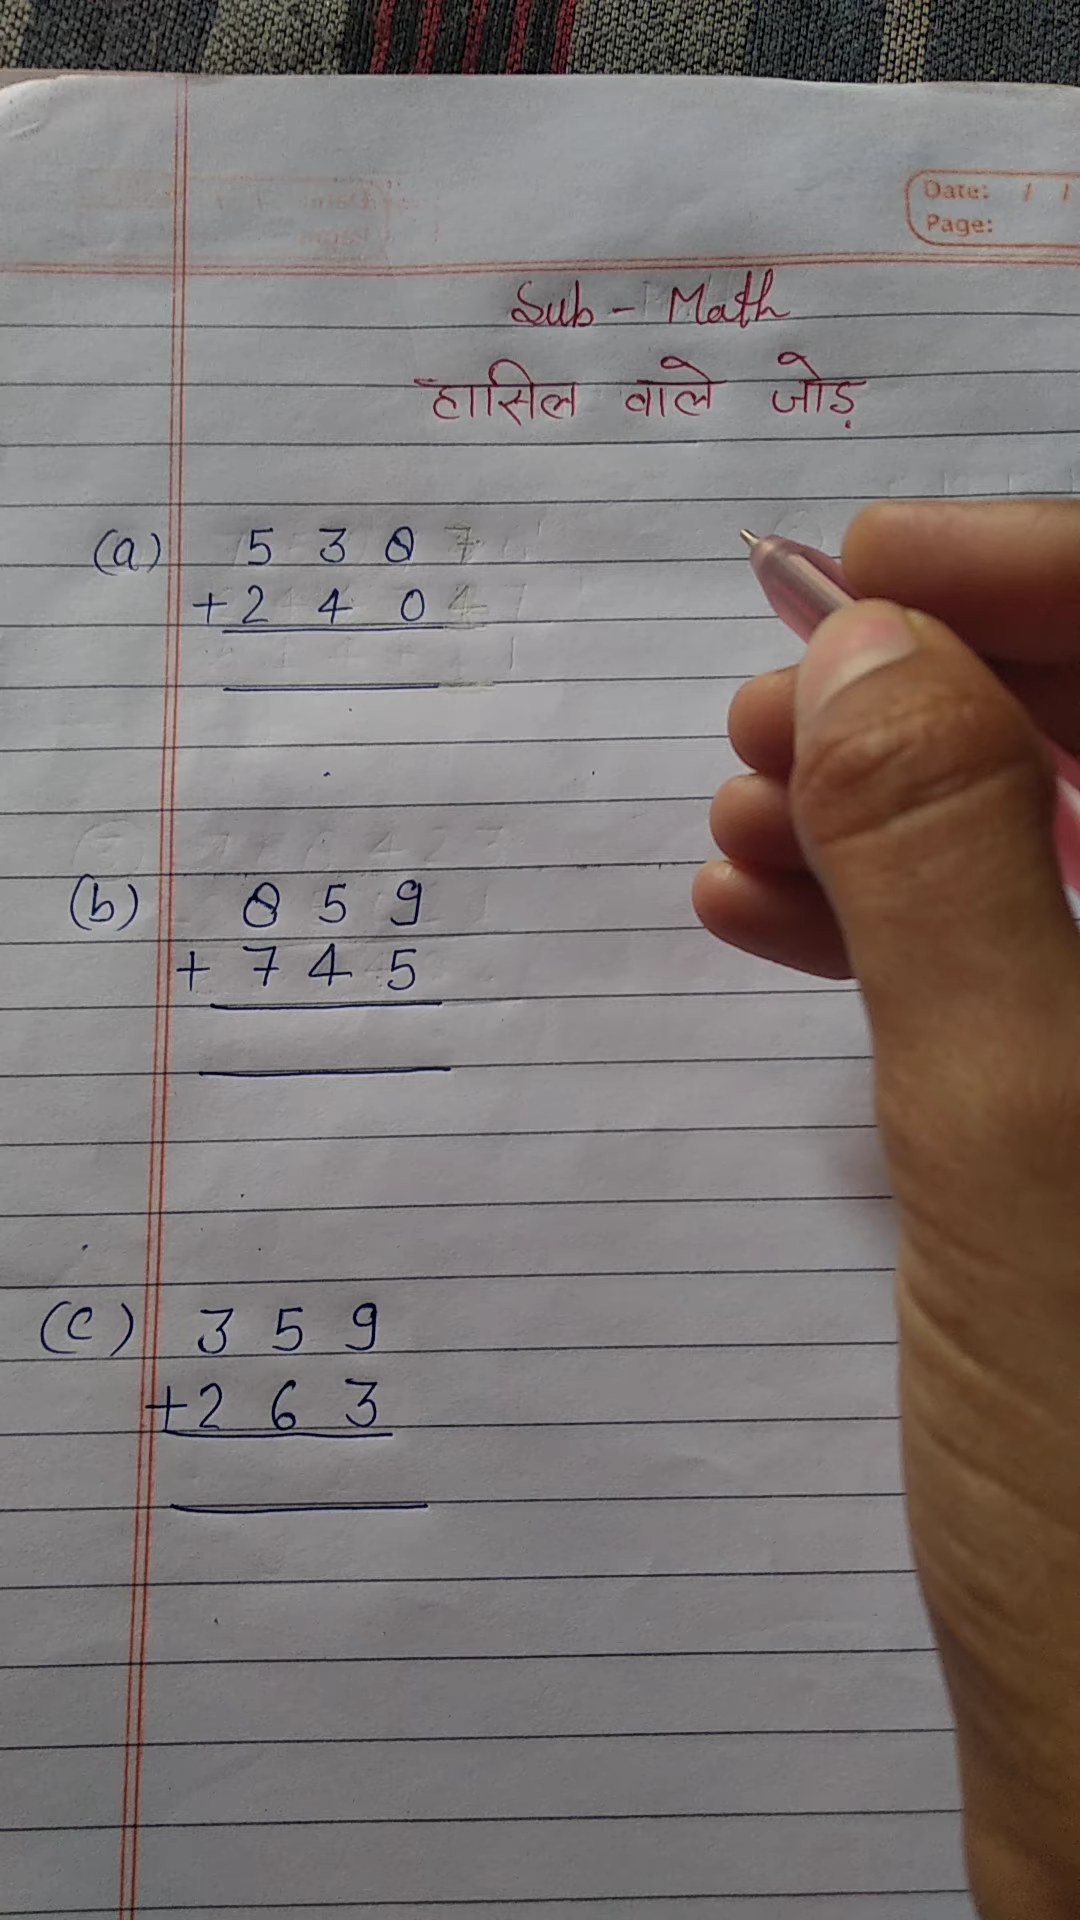 Date: / /
Page:
Sub - Math
हासिल वाले जोड़
(a) 5 3 8
+ 2 4 0
(b) 8 5 9
+ 7 4 5
(c) 3 5 9
+ 2 6 3